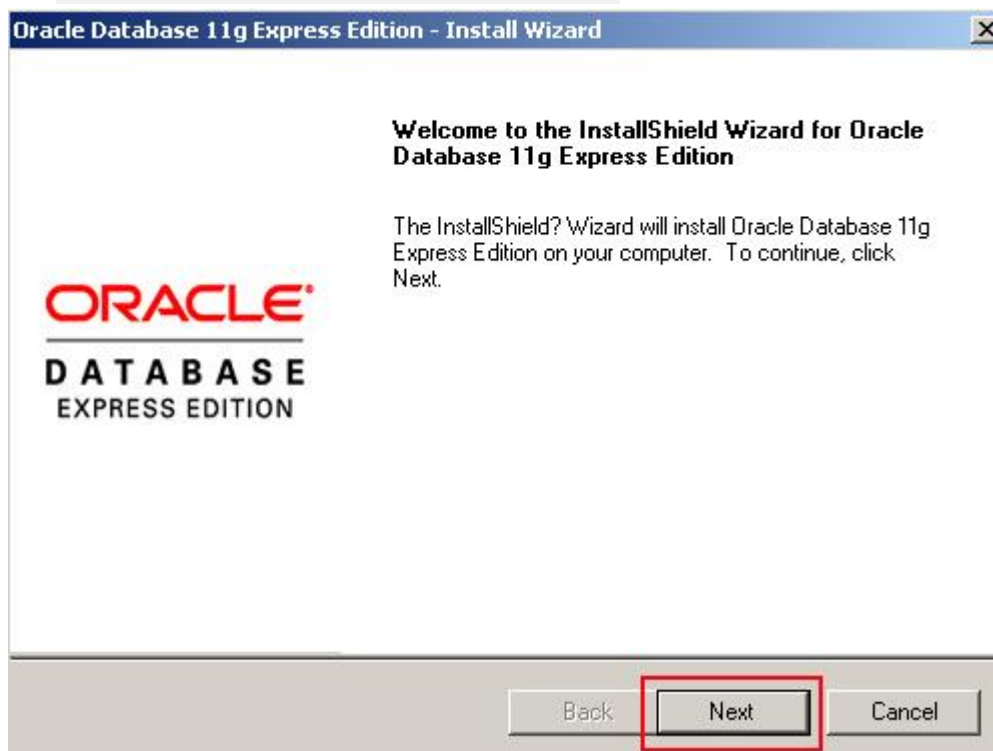 Oracle Database 11g Express Edition - Install Wizard
Welcome to the InstallShield Wizard for Oracle
Database 11g Express Edition
The InstallShield? Wizard will install Oracle Database 11g
Express Edition on your computer.  To continue, click
Next.
ORACLE
DATABASE
EXPRESS EDITION
Back
Next
Cancel